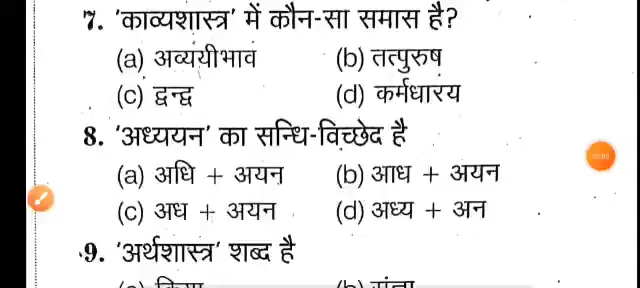 7. 'काव्यशास्त्र' में कौन-सा समास है?
(a) अव्ययीभाव (b) तत्पुरुष
(c) द्वन्द्व (d) कर्मधारय
8. 'अध्ययन' का सन्धि-विच्छेद है
(a) अधि + अयन (b) आध + अयन
(c) अध + अयन (d) अध्य + अन
9. 'अर्थशास्त्र' शब्द है